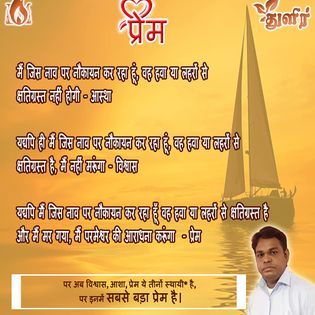 प्रेम
துளிர்
मैं जिस नाव पर नौकायन कर रहा हूं, वह हवा या लहरों से
क्षतिग्रस्त नहीं होगी - आस्था
यद्यपि ही मैं जिस नाव पर नौकायन कर रहा हूं, वह हवा या लहरों से
क्षतिग्रस्त है, मैं नहीं मरूंगा - विश्वास
यद्यपि मैं जिस नाव पर नौकायन कर रहा हूँ वह हवा या लहरों से क्षतिग्रस्त है
और मैं मर गया, मैं परमेश्वर की आराधना करूंगा - प्रेम
पर अब विश्वास, आशा, प्रेम ये तीनों स्थायी* है,
पर इनमें सबसे बड़ा प्रेम है।